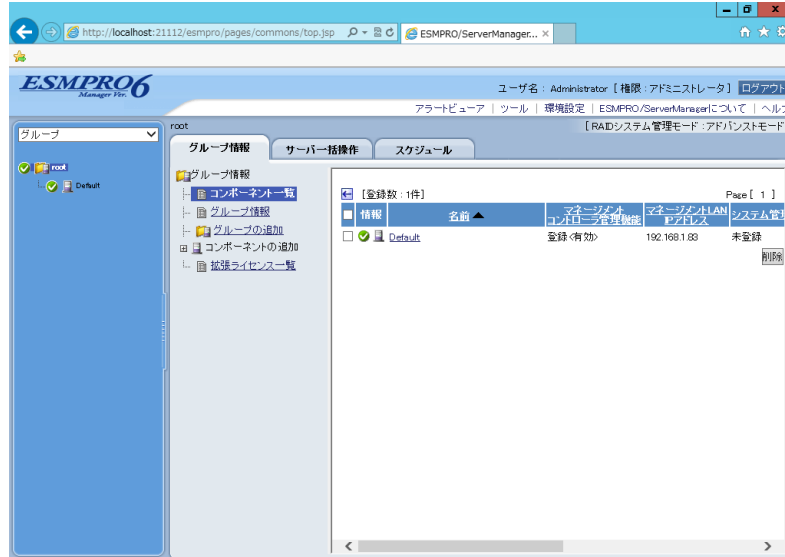 http://localhost:21112/esmpro/pages/commons/top.jsp
ESMPRO/ServerManager...
ESMPRO6
Manager Ver.
ユーザ名 : Administrator [ 権限 : アドミニストレータ ] ログアウト
アラートビューア | ツール | 環境設定 | ESMPRO/ServerManagerについて | ヘル
グループ
root
[ RAIDシステム管理モード : アドバンストモード
グループ情報 サーバー括操作 スケジュール
root
Default
グループ情報
コンポーネント一覧
グループ情報
グループの追加
コンポーネントの追加
拡張ライセンス一覧
[登録数 : 1件]
Page [ 1 ]
情報 名前▲ マネージメントコントローラ管理機能 マネージメントLAN IPアドレス システム管
Default 登録<有効> 192.168.1.83 未登録
削除